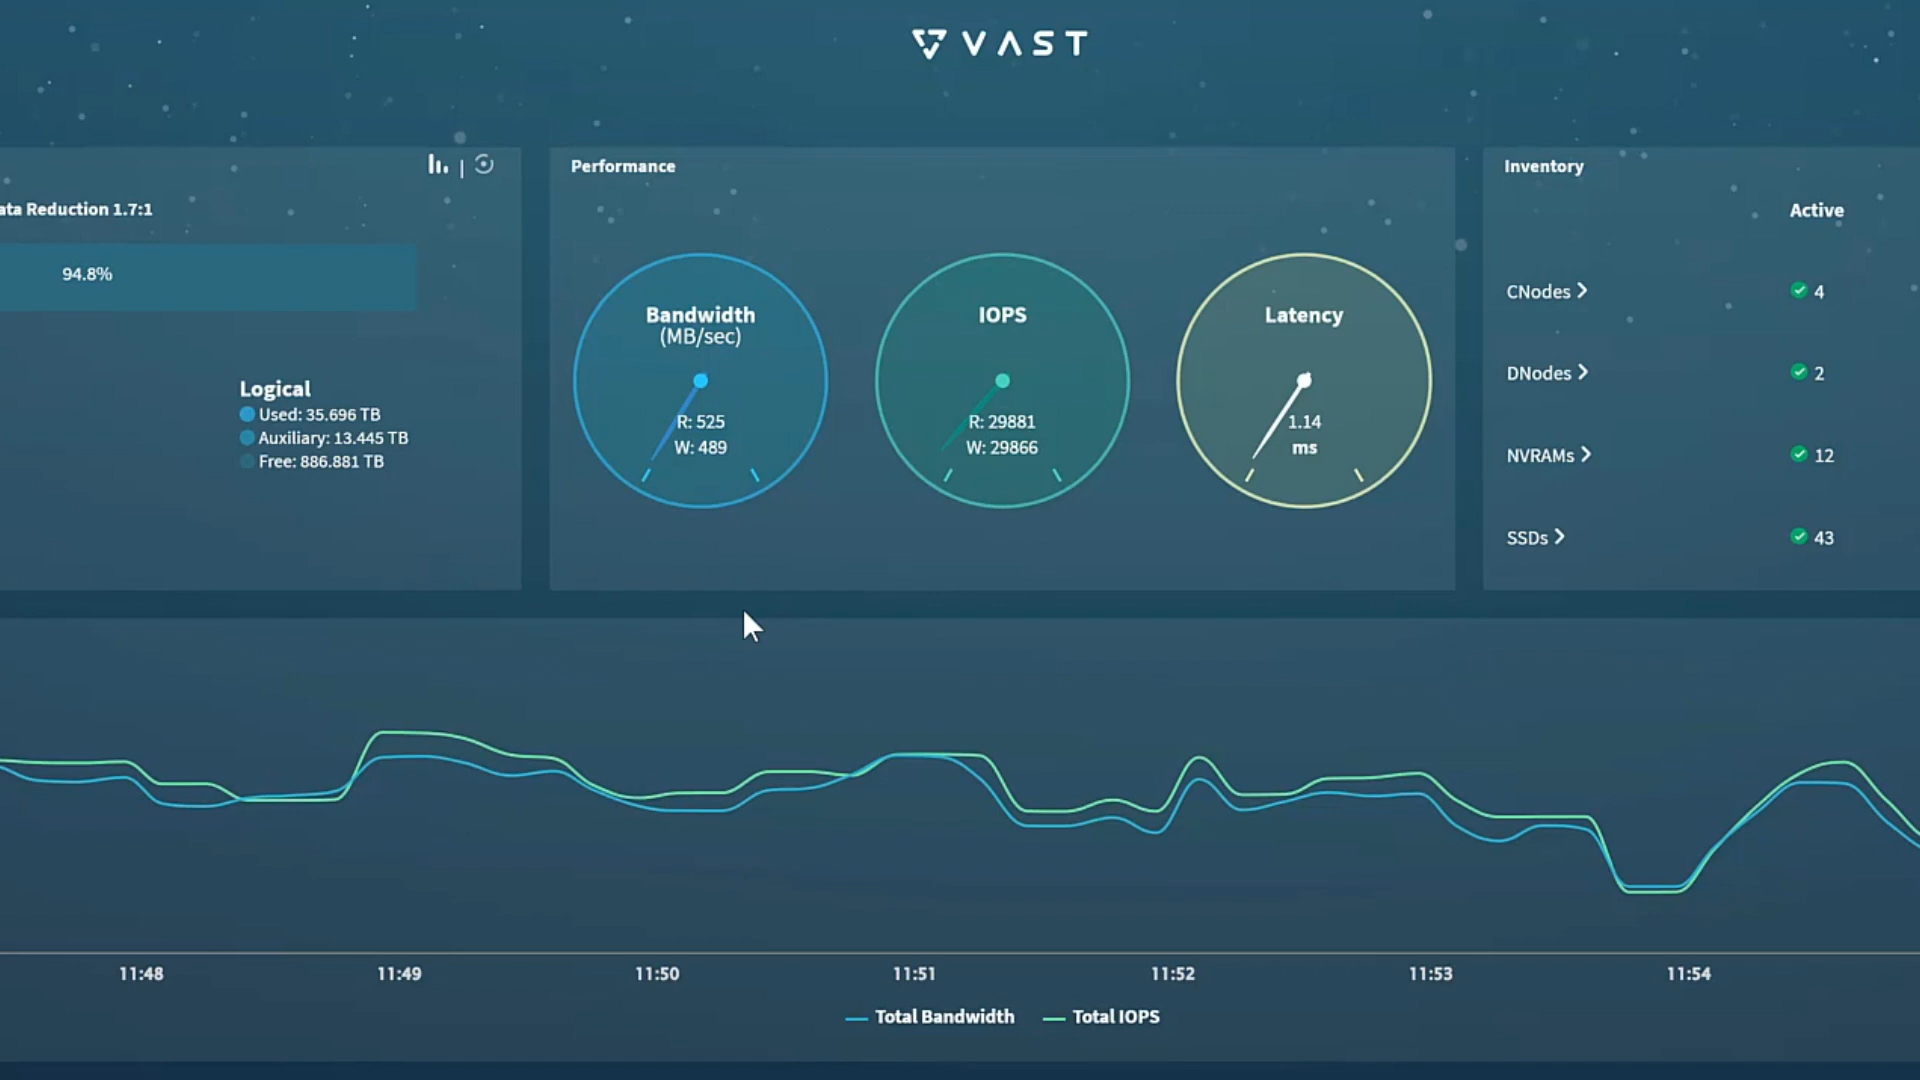 VAST
ata Reduction 1.7:1
94.8%
Logical
Used: 35.696 TB
Auxiliary: 13.445 TB
Free: 886.881 TB
Performance
Bandwidth
(MB/sec)
R: 525
W: 489
IOPS
R: 29881
W: 29866
Latency
1.14
ms
Inventory
Active
CNodes 4
DNodes 2
NVRAMs 12
SSDs 43
11:48 11:49 11:50 11:51 11:52 11:53 11:54
Total Bandwidth Total IOPS